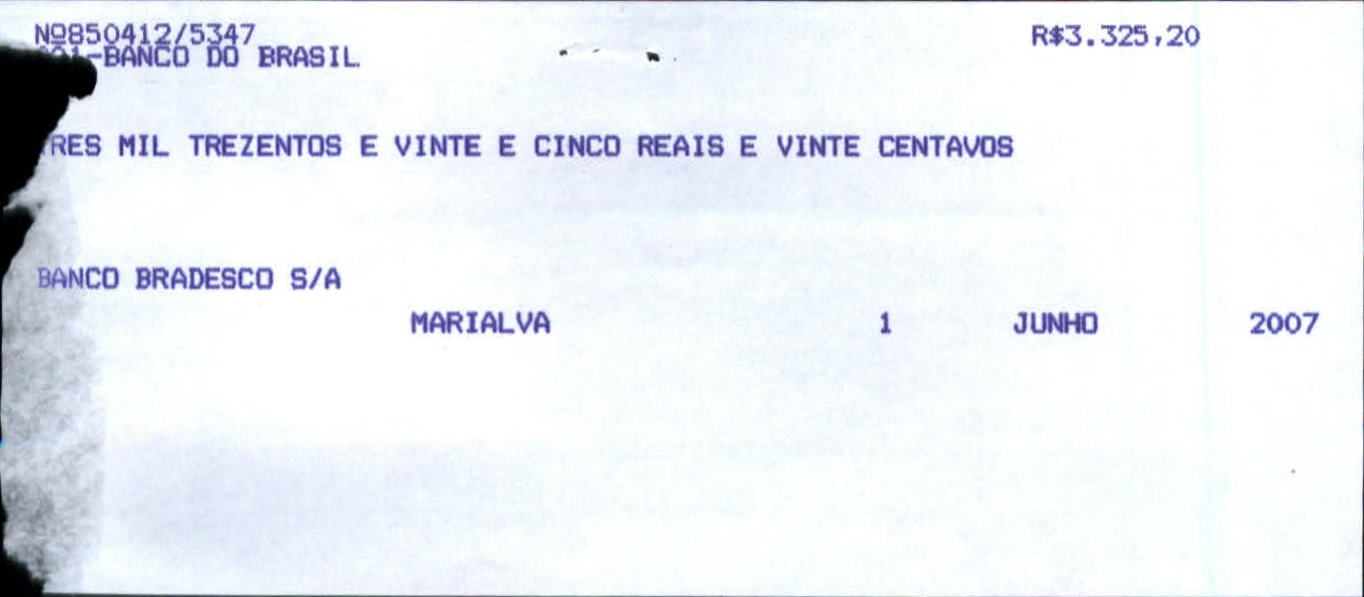 Nº850412/5347 R$3.325,20
-BANCO DO BRASIL
RES MIL TREZENTOS E VINTE E CINCO REAIS E VINTE CENTAVOS
BANCO BRADESCO S/A
MARIALVA 1 JUNHO 2007